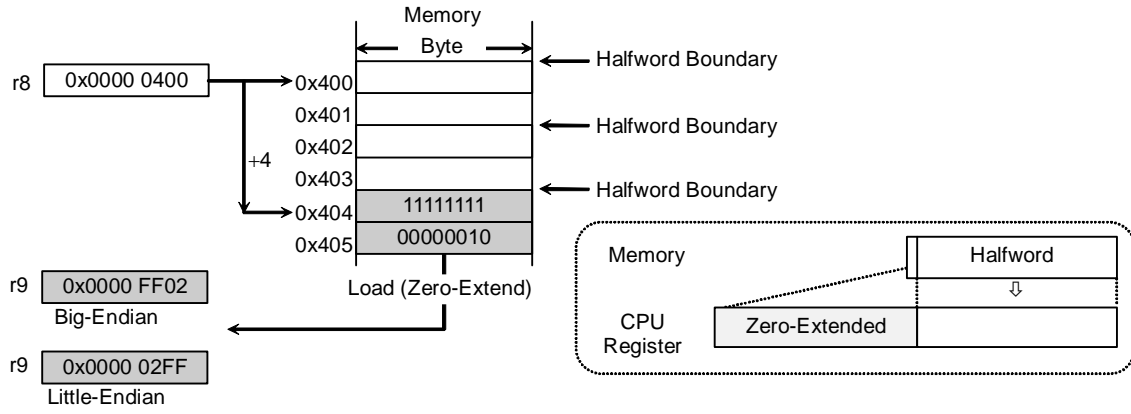 Memory
Byte
Halfword Boundary
r8 0x0000 0400
0x400
0x401
Halfword Boundary
0x402
+4
0x403
Halfword Boundary
0x404 11111111
0x405 00000010
Load (Zero-Extend)
r9 0x0000 FF02
Big-Endian
r9 0x0000 02FF
Little-Endian
Memory Halfword
⇩
CPU Register Zero-Extended